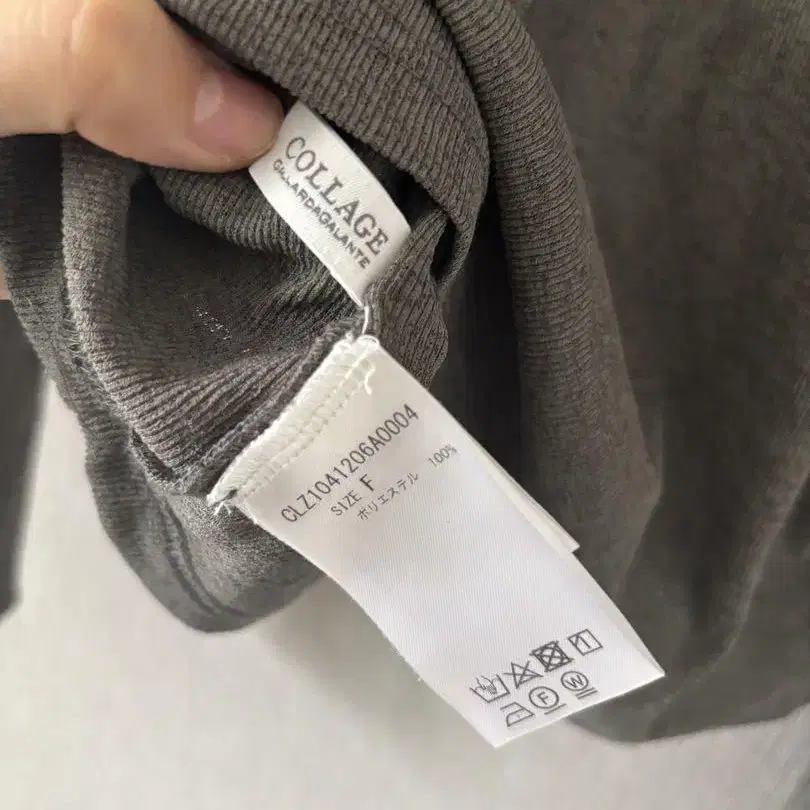 COLLAGE
GALLARDAGALANTE
CLZ1041206A0004
SIZE F
ポリエステル 100%
F W